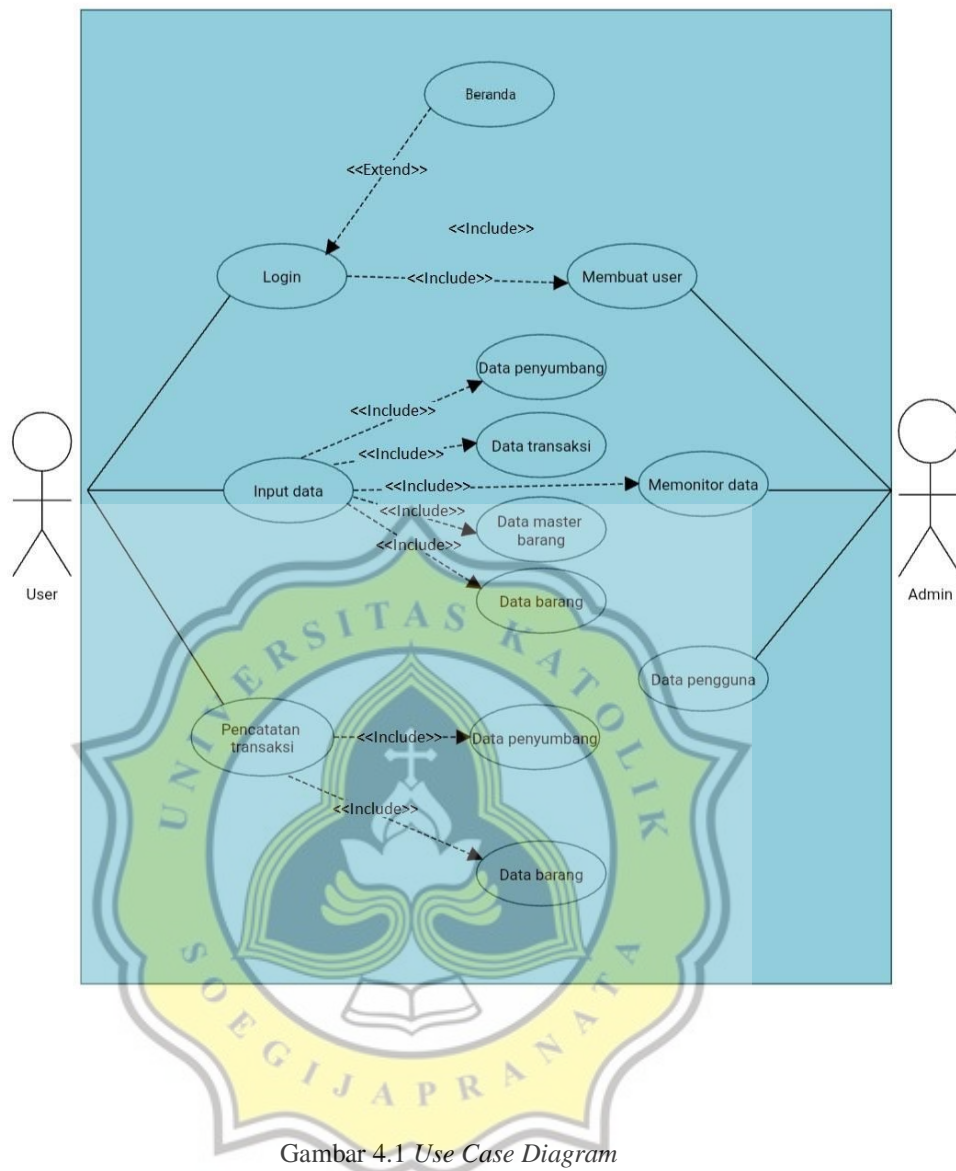 Beranda
<<Extend>>
<<Include>>
Login
<<Include>>
Membuat user
Data penyumbang
<<Include>>
Data transaksi
<<Include>>
Input data
<<Include>>
Memonitor data
<<Include>>
Data master
barang
<<Include>>
Data barang
User
Admin
UNIVERSITAS KATOLIK
Data pengguna
Pencatatan
transaksi
<<Include>>
Data penyumbang
<<Include>>
Data barang
SOEGIJAPRANATA
Gambar 4.1 Use Case Diagram